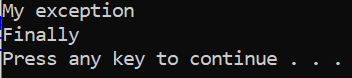 My exception
Finally
Press any key to continue . . .